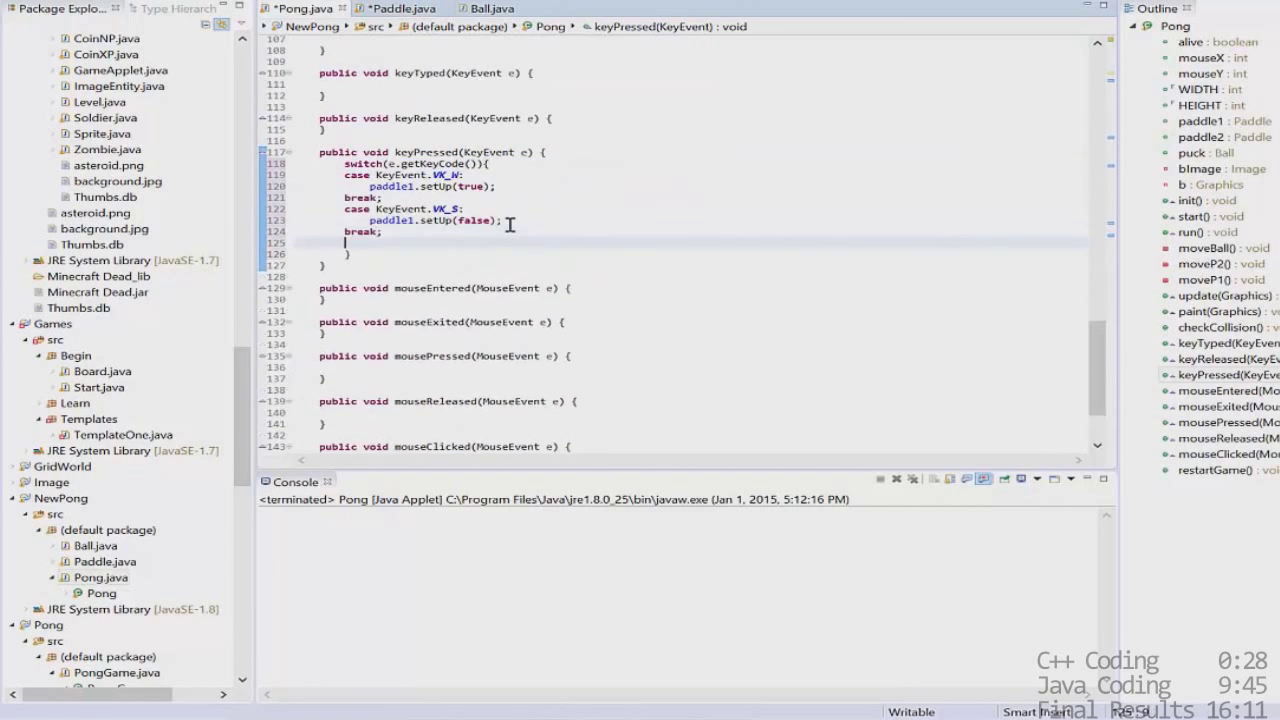 Package Explo...
Type Hierarch
CoinNP.java
CoinXP.java
GameApplet.java
ImageEntity.java
Level.java
Soldier.java
Sprite.java
Zombie.java
asteroid.png
background.jpg
Thumbs.db
asteroid.png
background.jpg
Thumbs.db
JRE System Library [JavaSE-1.7]
Minecraft Dead_lib
Minecraft Dead.jar
Thumbs.db
Games
src
Begin
Board.java
Start.java
Learn
Templates
TemplateOne.java
JRE System Library [JavaSE-1.7]
GridWorld
Image
NewPong
src
(default package)
Ball.java
Paddle.java
Pong.java
Pong
JRE System Library [JavaSE-1.8]
Pong
src
(default package)
PongGame.java
*Pong.java
*Paddle.java
Ball.java
NewPong
src
(default package)
Pong
keyPressed(KeyEvent) : void
107
108 }
109
110 public void keyTyped(KeyEvent e) {
111
112 }
113
114 public void keyReleased(KeyEvent e) {
115 }
116
117 public void keyPressed(KeyEvent e) {
118 switch(e.getKeyCode()){
119 case KeyEvent.VK_W:
120 paddle1.setUp(true);
121 break;
122 case KeyEvent.VK_S:
123 paddle1.setUp(false);
124 break;
125
126 }
127 }
128
129 public void mouseEntered(MouseEvent e) {
130 }
131
132 public void mouseExited(MouseEvent e) {
133 }
134
135 public void mousePressed(MouseEvent e) {
136
137 }
138
139 public void mouseReleased(MouseEvent e) {
140
141 }
142
143 public void mouseClicked(MouseEvent e) {
Console
<terminated> Pong [Java Applet] C:\Program Files\Java\jre1.8.0_25\bin\javaw.exe (Jan 1, 2015, 5:12:16 PM)
Outline
Pong
alive : boolean
mouseX : int
mouseY : int
WIDTH : int
HEIGHT : int
paddle1 : Paddle
paddle2 : Paddle
puck : Ball
bImage : Image
b : Graphics
init() : void
start() : void
run() : void
moveBall() : void
moveP2() : void
moveP1() : void
update(Graphics)
paint(Graphics) :
checkCollision() :
keyTyped(KeyEven
keyReleased(KeyEv
keyPressed(KeyEve
mouseEntered(Mo
mouseExited(Mou
mousePressed(Mo
mouseReleased(M
mouseClicked(Mo
restartGame() : vo
C++ Coding 0:28
Java Coding 9:45
Final Results 16:11
Writable
Smart Insert